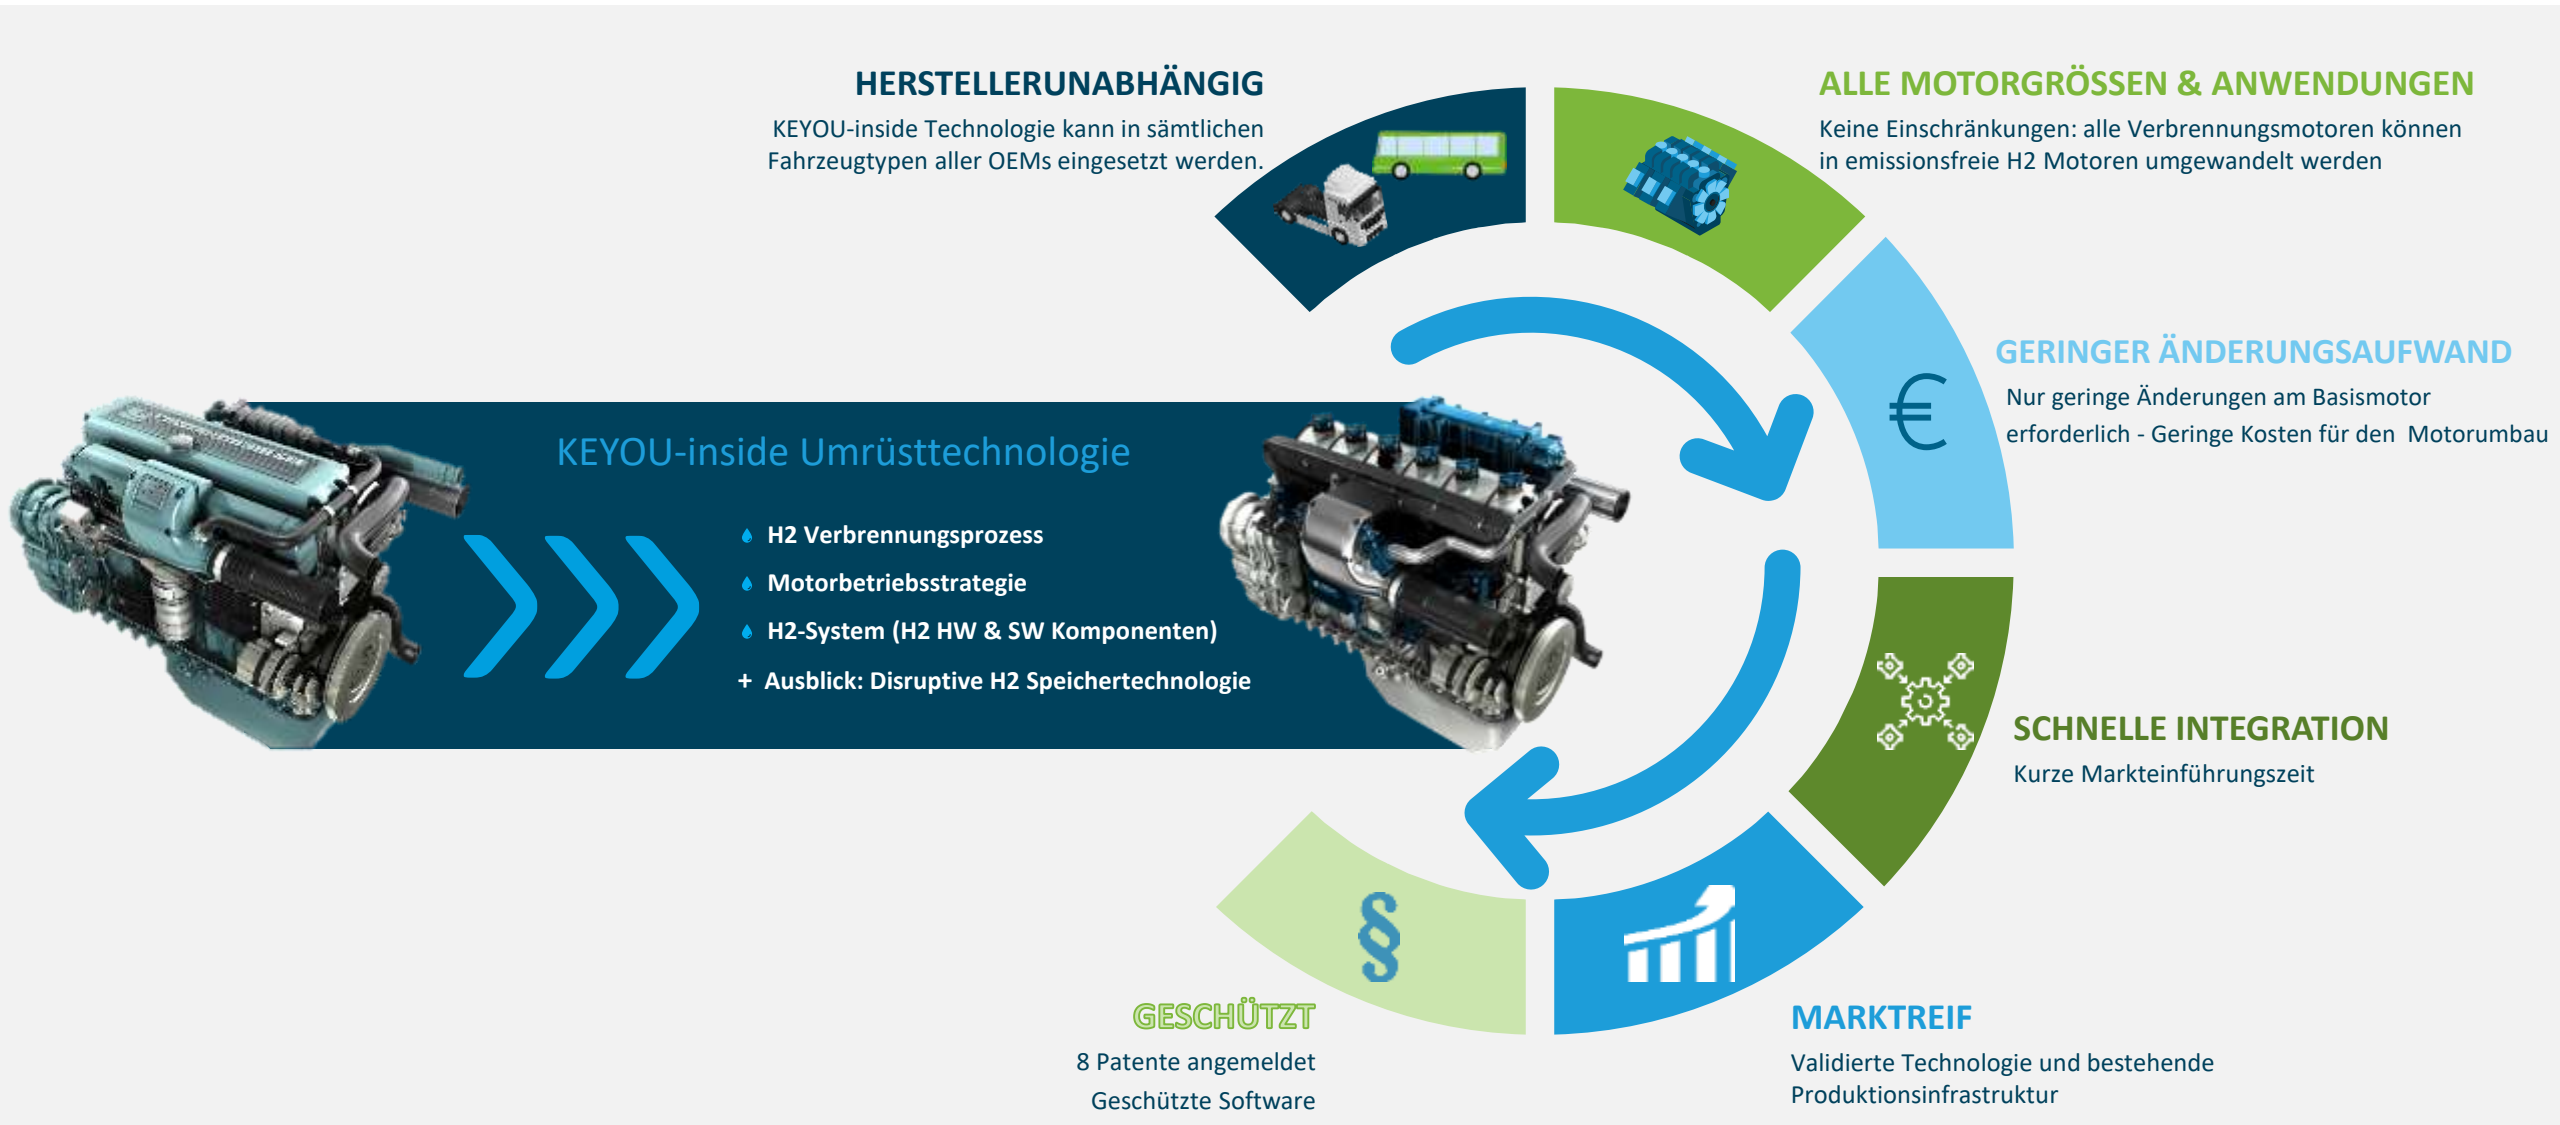 HERSTELLERUNABHÄNGIG
KEYOU-inside Technologie kann in sämtlichen
Fahrzeugtypen aller OEMs eingesetzt werden.
ALLE MOTORGRÖSSEN & ANWENDUNGEN
Keine Einschränkungen: alle Verbrennungsmotoren können
in emissionsfreie H2 Motoren umgewandelt werden
GERINGER ÄNDERUNGSAUFWAND
Nur geringe Änderungen am Basismotor
erforderlich - Geringe Kosten für den Motorumbau
€
KEYOU-inside Umrüsttechnologie
H2 Verbrennungsprozess
Motorbetriebsstrategie
H2-System (H2 HW & SW Komponenten)
+ Ausblick: Disruptive H2 Speichertechnologie
SCHNELLE INTEGRATION
Kurze Markteinführungszeit
§
GESCHÜTZT
8 Patente angemeldet
Geschützte Software
MARKTREIF
Validierte Technologie und bestehende
Produktionsinfrastruktur